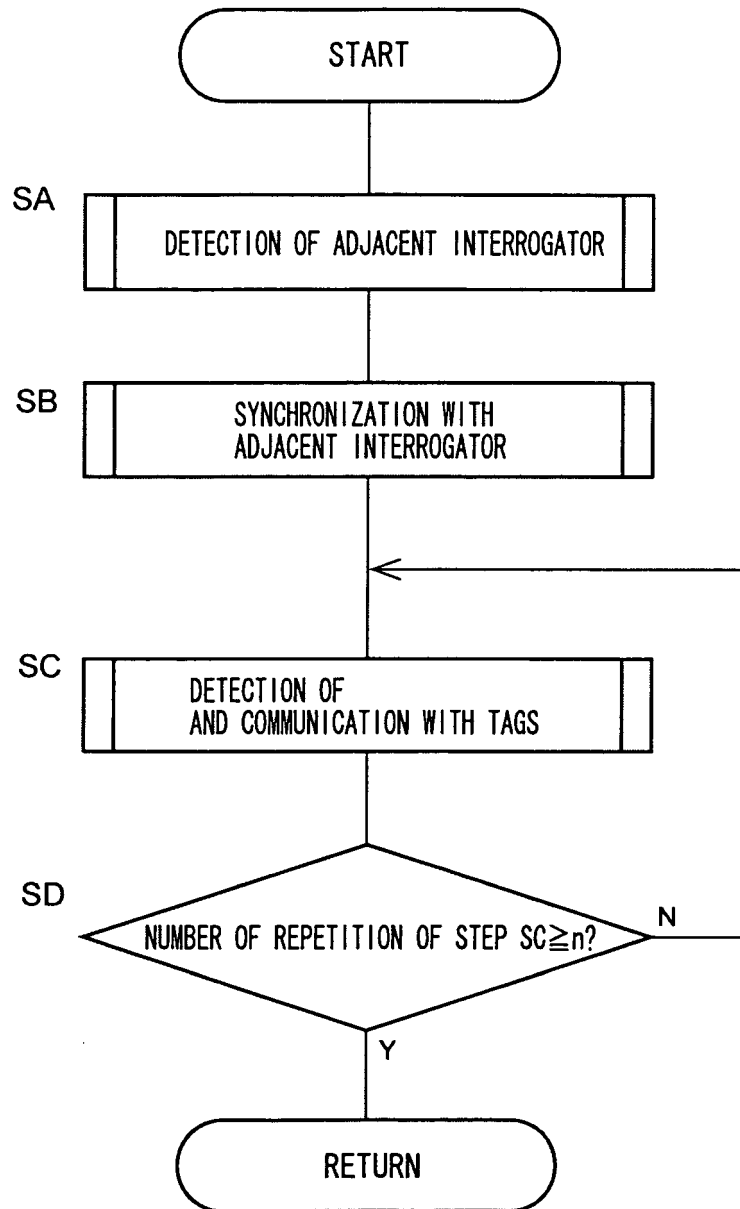 START
SA
DETECTION OF ADJACENT INTERROGATOR
SB
SYNCHRONIZATION WITH
ADJACENT INTERROGATOR
SC
DETECTION OF
AND COMMUNICATION WITH TAGS
SD
NUMBER OF REPETITION OF STEP SC≧n?
N
Y
RETURN